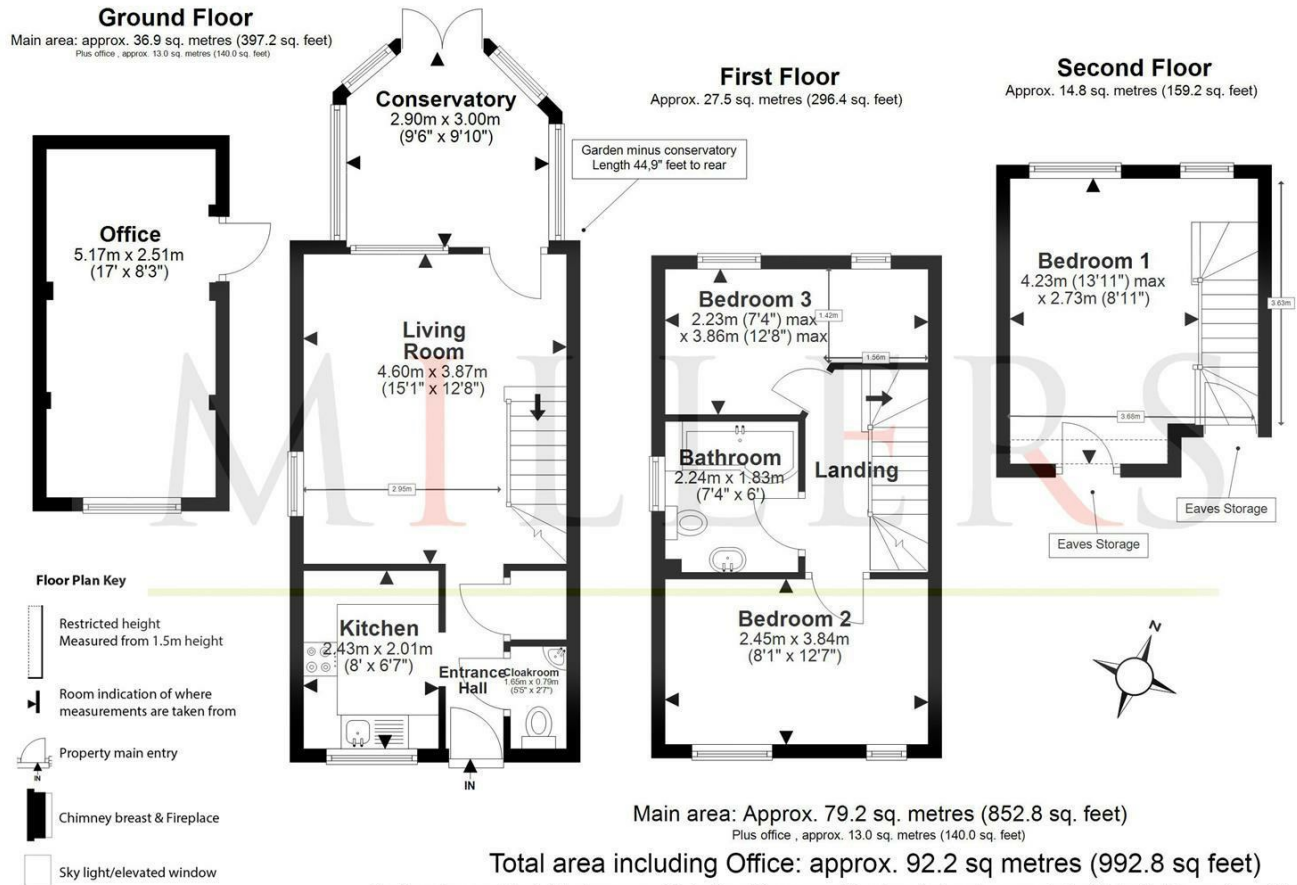 Ground Floor
Main area: approx. 36.9 sq. metres (397.2 sq. feet)
Plus office , approx. 13.0 sq. metres (140.0 sq. feet)
First Floor
Approx. 27.5 sq. metres (296.4 sq. feet)
Second Floor
Approx. 14.8 sq. metres (159.2 sq. feet)
Conservatory
2.90m x 3.00m
(9'6" x 9'10")
Garden minus conservatory
Length 44,9" feet to rear
Office
5.17m x 2.51m
(17' x 8'3")
Living
Room
4.60m x 3.87m
(15'1" x 12'8")
2.95m
Kitchen
2.43m x 2.01m
(8' x 6'7")
Entrance
Hall
Cloakroom
1.65m x 0.79m
(5'5" x 2'7")
IN
Bedroom 3
2.23m (7'4") max
x 3.86m (12'8") max
1.42m
1.56m
Bathroom
2.24m x 1.83m
(7'4" x 6')
Landing
Bedroom 2
2.45m x 3.84m
(8'1" x 12'7")
Bedroom 1
4.23m (13'11") max
x 2.73m (8'11")
3.63m
3.68m
Eaves Storage
Eaves Storage
MILLERS
N
Floor Plan Key
Restricted height
Measured from 1.5m height
Room indication of where
measurements are taken from
Property main entry
IN
Chimney breast & Fireplace
Sky light/elevated window
Main area: Approx. 79.2 sq. metres (852.8 sq. feet)
Plus office , approx. 13.0 sq. metres (140.0 sq. feet)
Total area including Office: approx. 92.2 sq metres (992.8 sq feet)